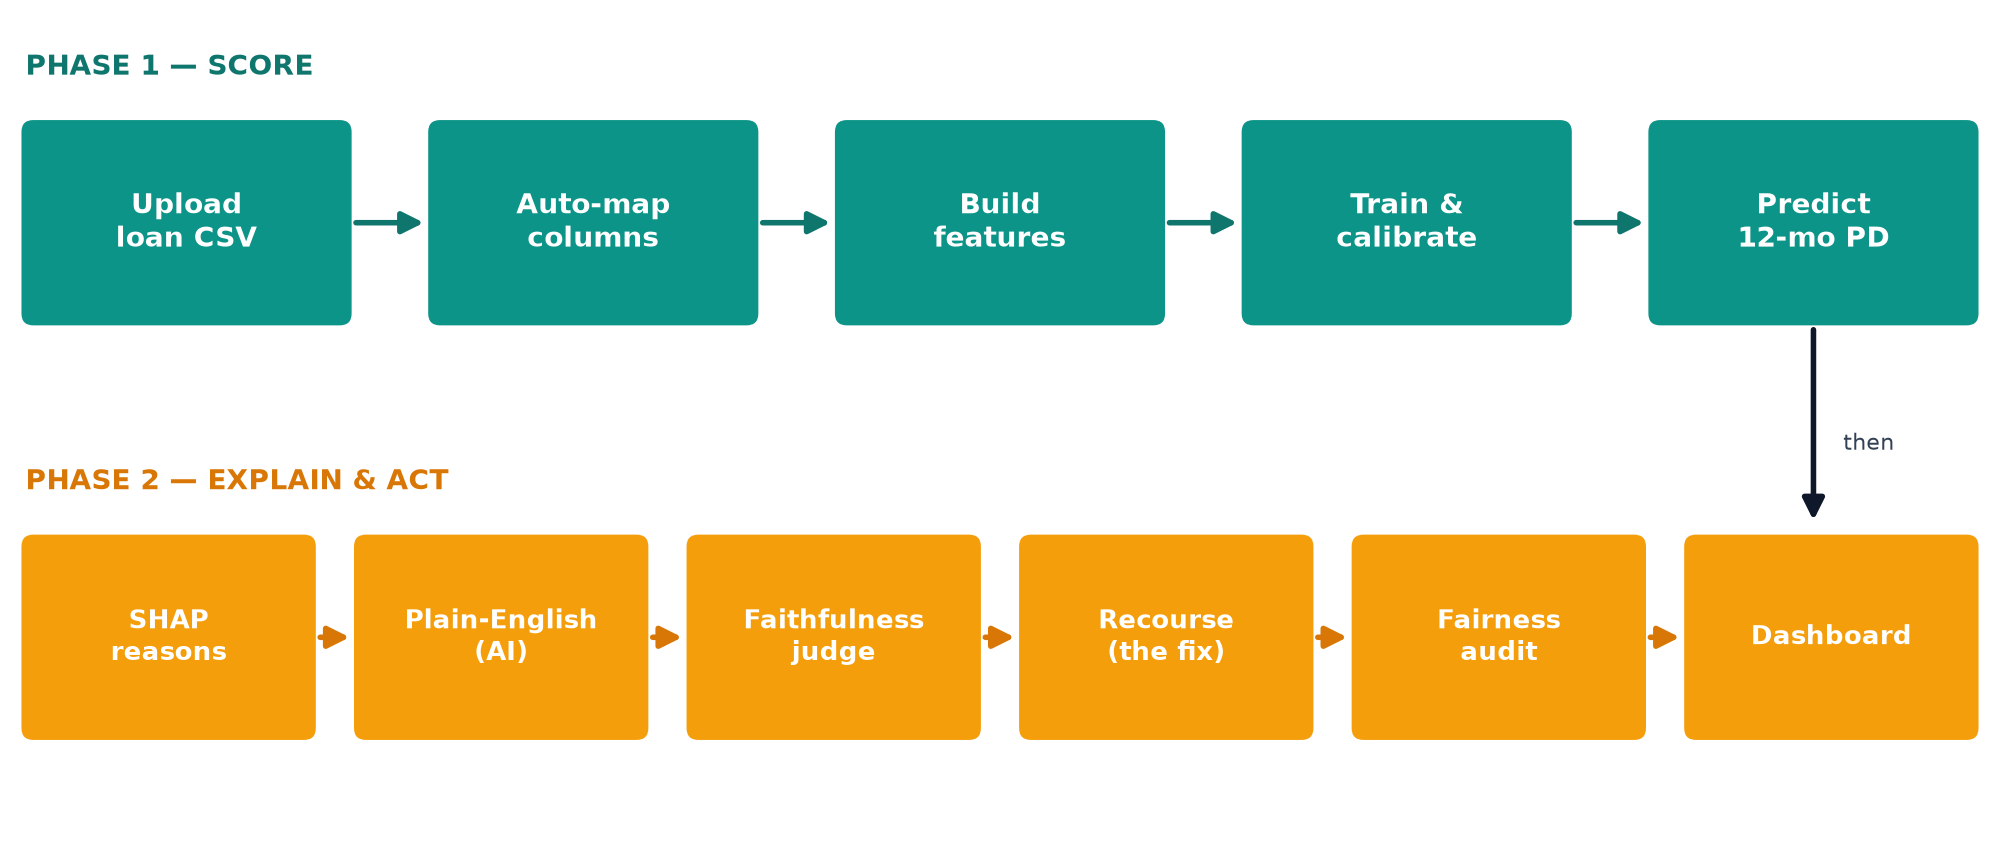 PHASE 1 — SCORE
Upload
loan CSV
Auto-map
columns
Build
features
Train &
calibrate
Predict
12-mo PD
then
PHASE 2 — EXPLAIN & ACT
SHAP
reasons
Plain-English
(AI)
Faithfulness
judge
Recourse
(the fix)
Fairness
audit
Dashboard